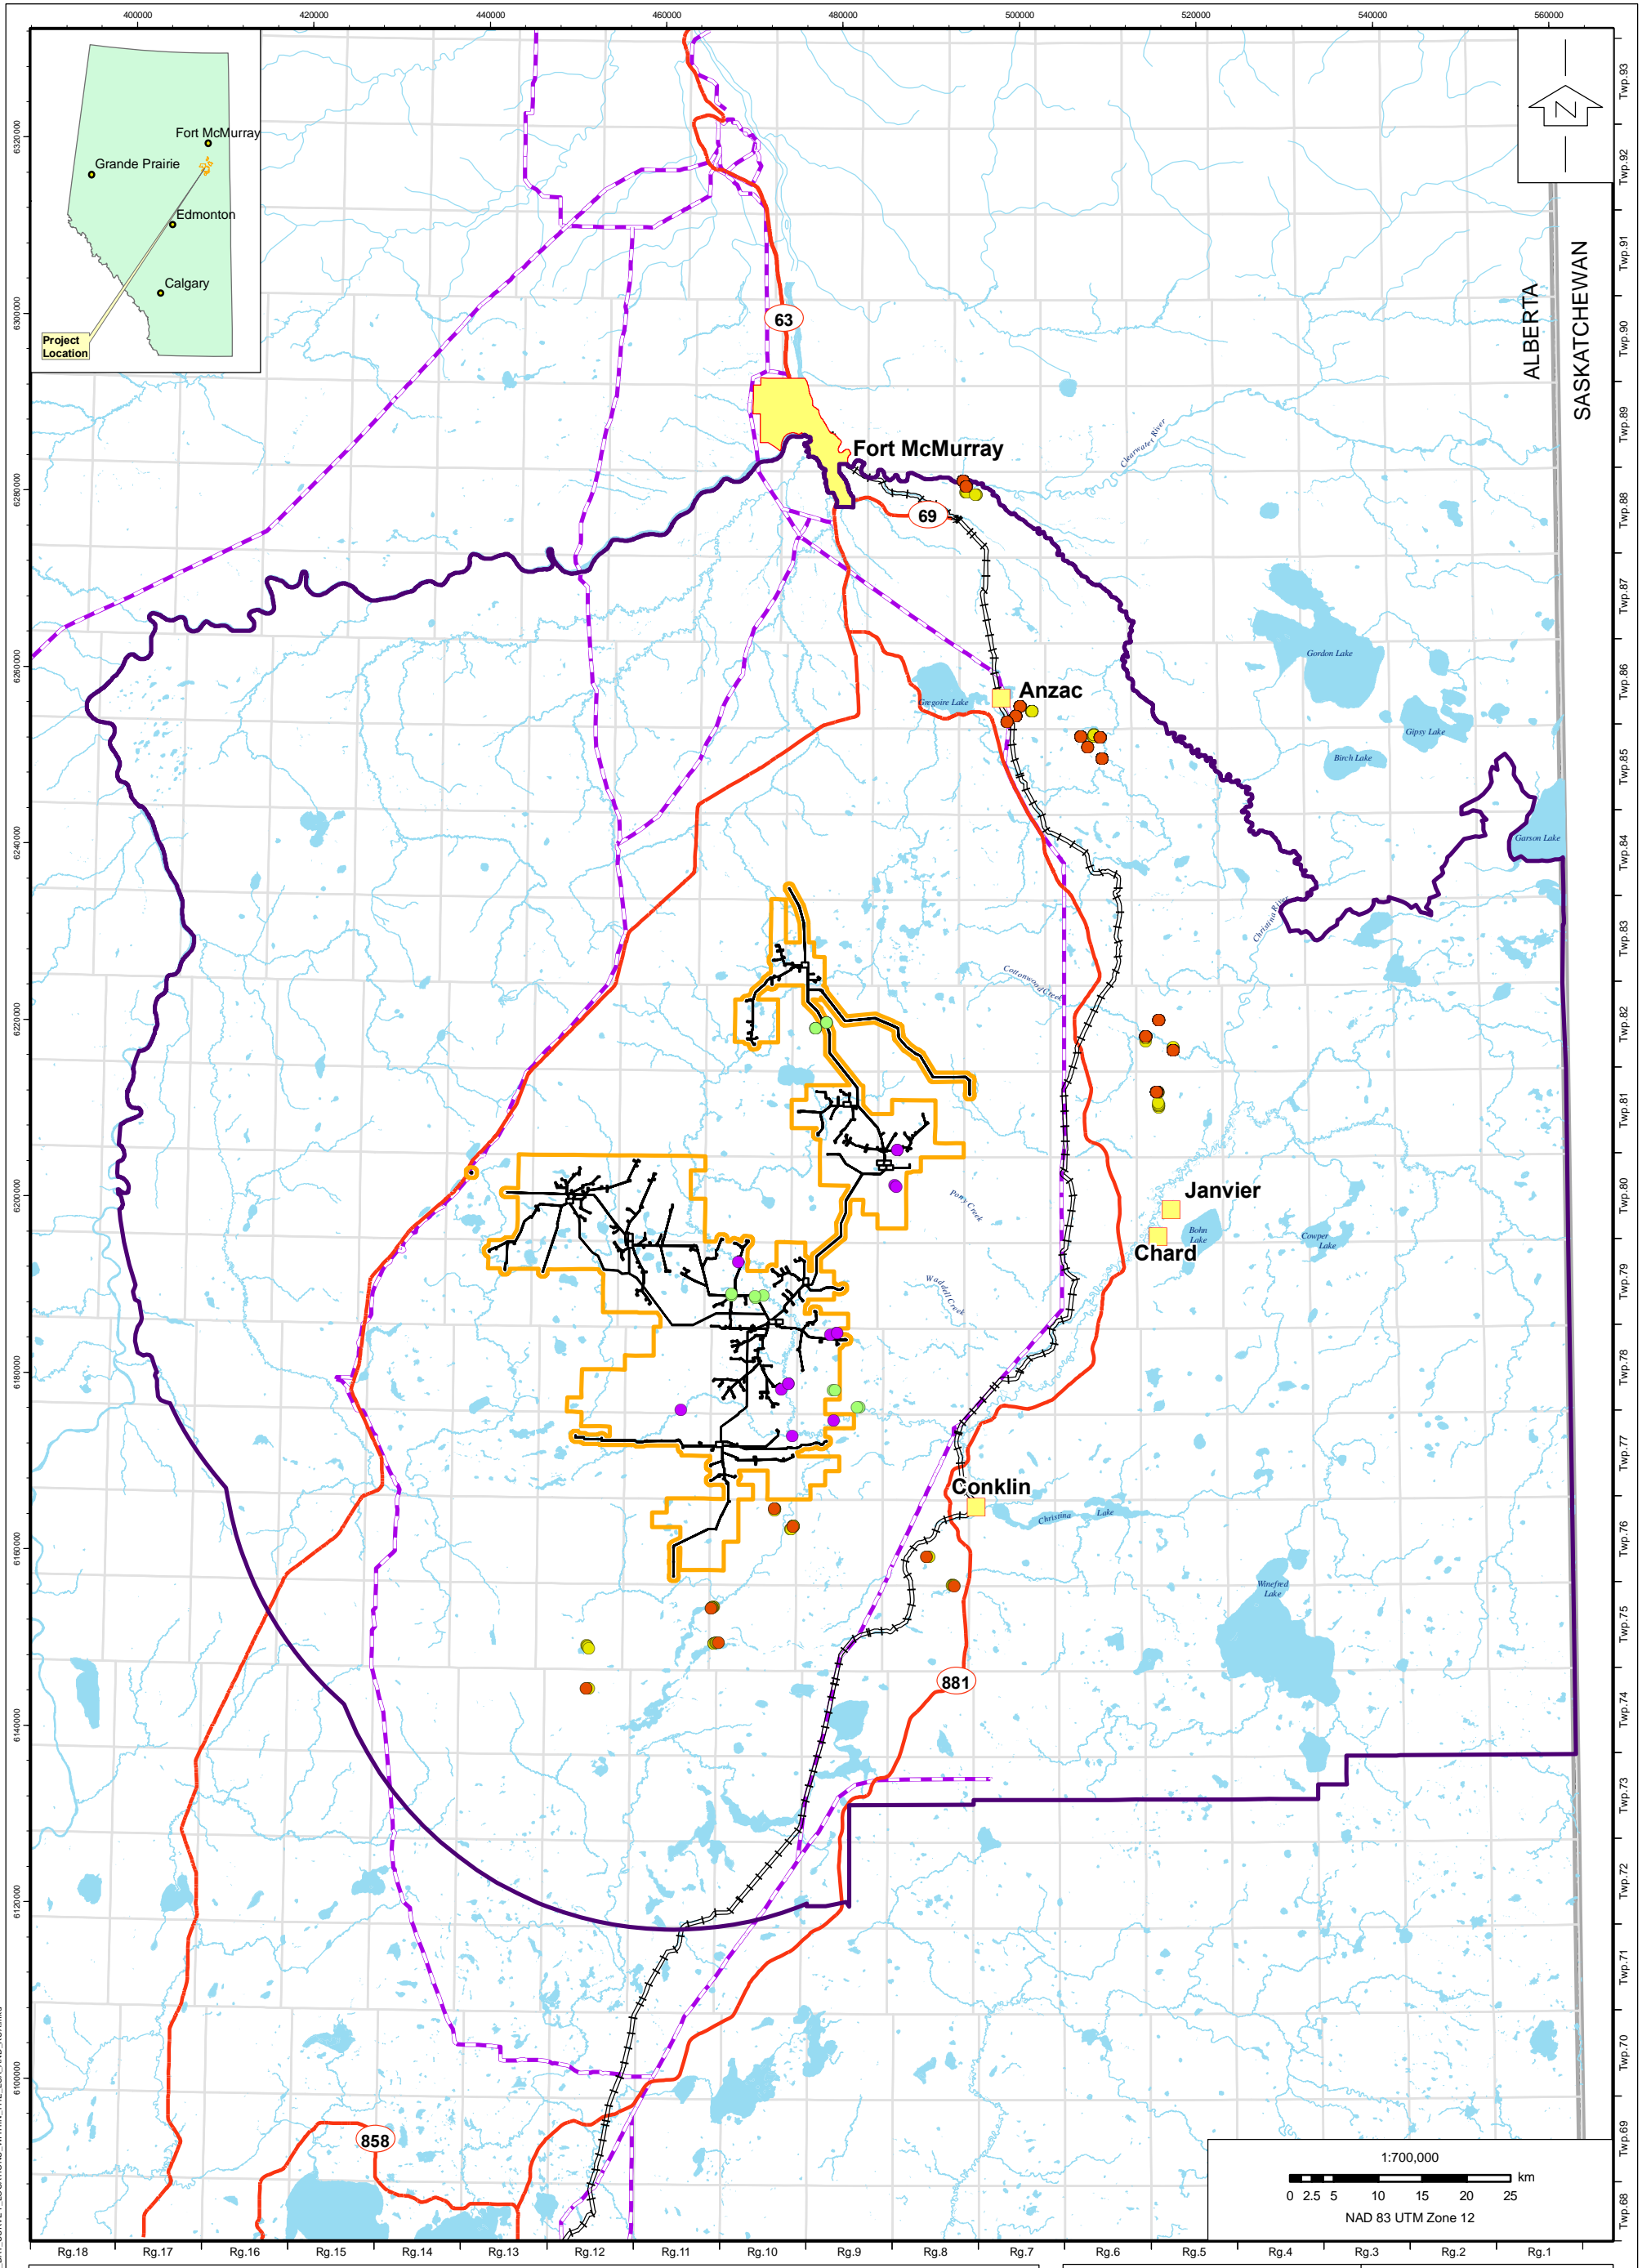 400000
420000
440000
460000
480000
500000
520000
540000
560000
Fort McMurray
Grande Prairie
Edmonton
Calgary
Project
Location
N
ALBERTA
SASKATCHEWAN
63
Fort McMurray
69
Clearwater River
Gordon Lake
Gregoire Lake
Anzac
Gipsy Lake
Birch Lake
Garson Lake
Christina River
Cottonwood Creek
Pony Creek
Janvier
Bohn
Lake
Cowper
Lake
Chard
Waddell Creek
Conklin
Christina Lake
Winefred
Lake
881
858
6320000
6300000
6280000
6260000
6240000
6220000
6200000
6180000
6160000
6140000
6120000
6100000
Twp.93
Twp.92
Twp.91
Twp.90
Twp.89
Twp.88
Twp.87
Twp.86
Twp.85
Twp.84
Twp.83
Twp.82
Twp.81
Twp.80
Twp.79
Twp.78
Twp.77
Twp.76
Twp.75
Twp.74
Twp.73
Twp.72
Twp.71
Twp.70
Twp.69
Twp.68
1:700,000
km
0 2.5 5 10 15 20 25
NAD 83 UTM Zone 12
Rg.18
Rg.17
Rg.16
Rg.15
Rg.14
Rg.13
Rg.12
Rg.11
Rg.10
Rg.9
Rg.8
Rg.7
Rg.6
Rg.5
Rg.4
Rg.3
Rg.2
Rg.1